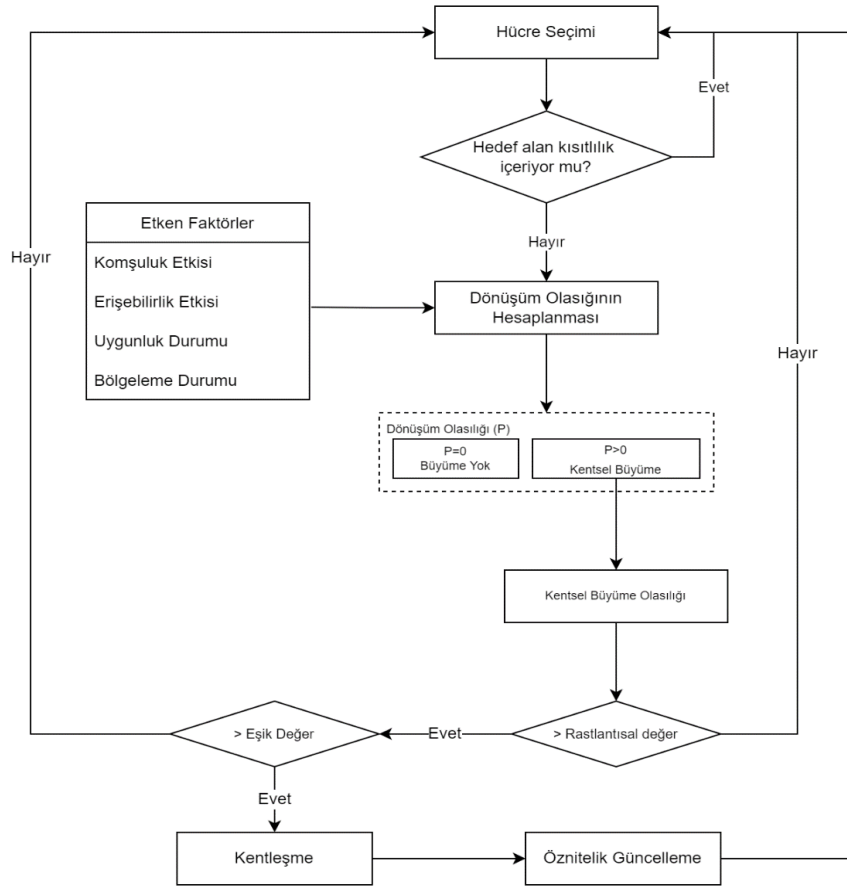 Hücre Seçimi
Evet
Hedef alan kısıtlılık
içeriyor mu?
Etken Faktörler
Hayır
Hayır
Komşuluk Etkisi
Erişebilirlik Etkisi
Dönüşüm Olasığının
Hesaplanması
Uygunluk Durumu
Hayır
Bölgeleme Durumu
Dönüşüm Olasılığı (P)
P=0
Büyüme Yok
P>0
Kentsel Büyüme
Kentsel Büyüme Olasılığı
> Eşik Değer
Evet
> Rastlantısal değer
Evet
Kentleşme
Öznitelik Güncelleme